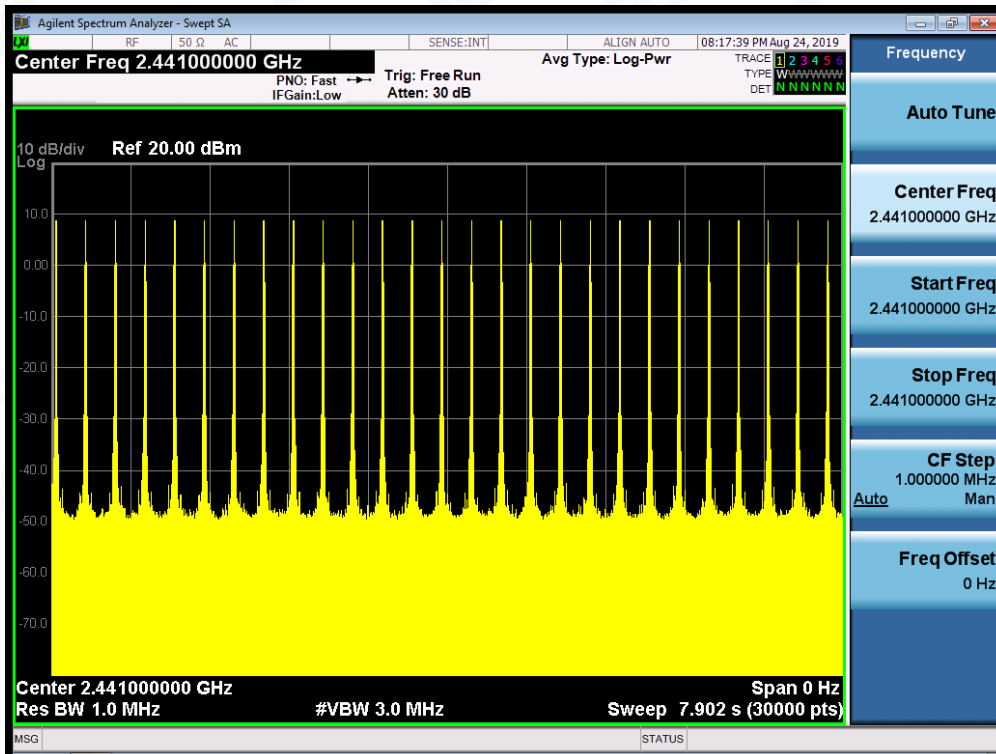 Agilent Spectrum Analyzer - Swept SA
LXI RF 50 Ω AC SENSE:INT ALIGN AUTO 08:17:39 PM Aug 24, 2019
Center Freq 2.441000000 GHz
PNO: Fast
IFGain:Low
Trig: Free Run
Atten: 30 dB
Avg Type: Log-Pwr
TRACE 1 2 3 4 5 6
TYPE WWWWWW
DET N N N N N N
10 dB/div
Log
Ref 20.00 dBm
10.0
0.00
-10.0
-20.0
-30.0
-40.0
-50.0
-60.0
-70.0
Center 2.441000000 GHz
Span 0 Hz
Res BW 1.0 MHz
#VBW 3.0 MHz
Sweep 7.902 s (30000 pts)
MSG
STATUS
Frequency
Auto Tune
Center Freq
2.441000000 GHz
Start Freq
2.441000000 GHz
Stop Freq
2.441000000 GHz
CF Step
1.000000 MHz
Auto Man
Freq Offset
0 Hz